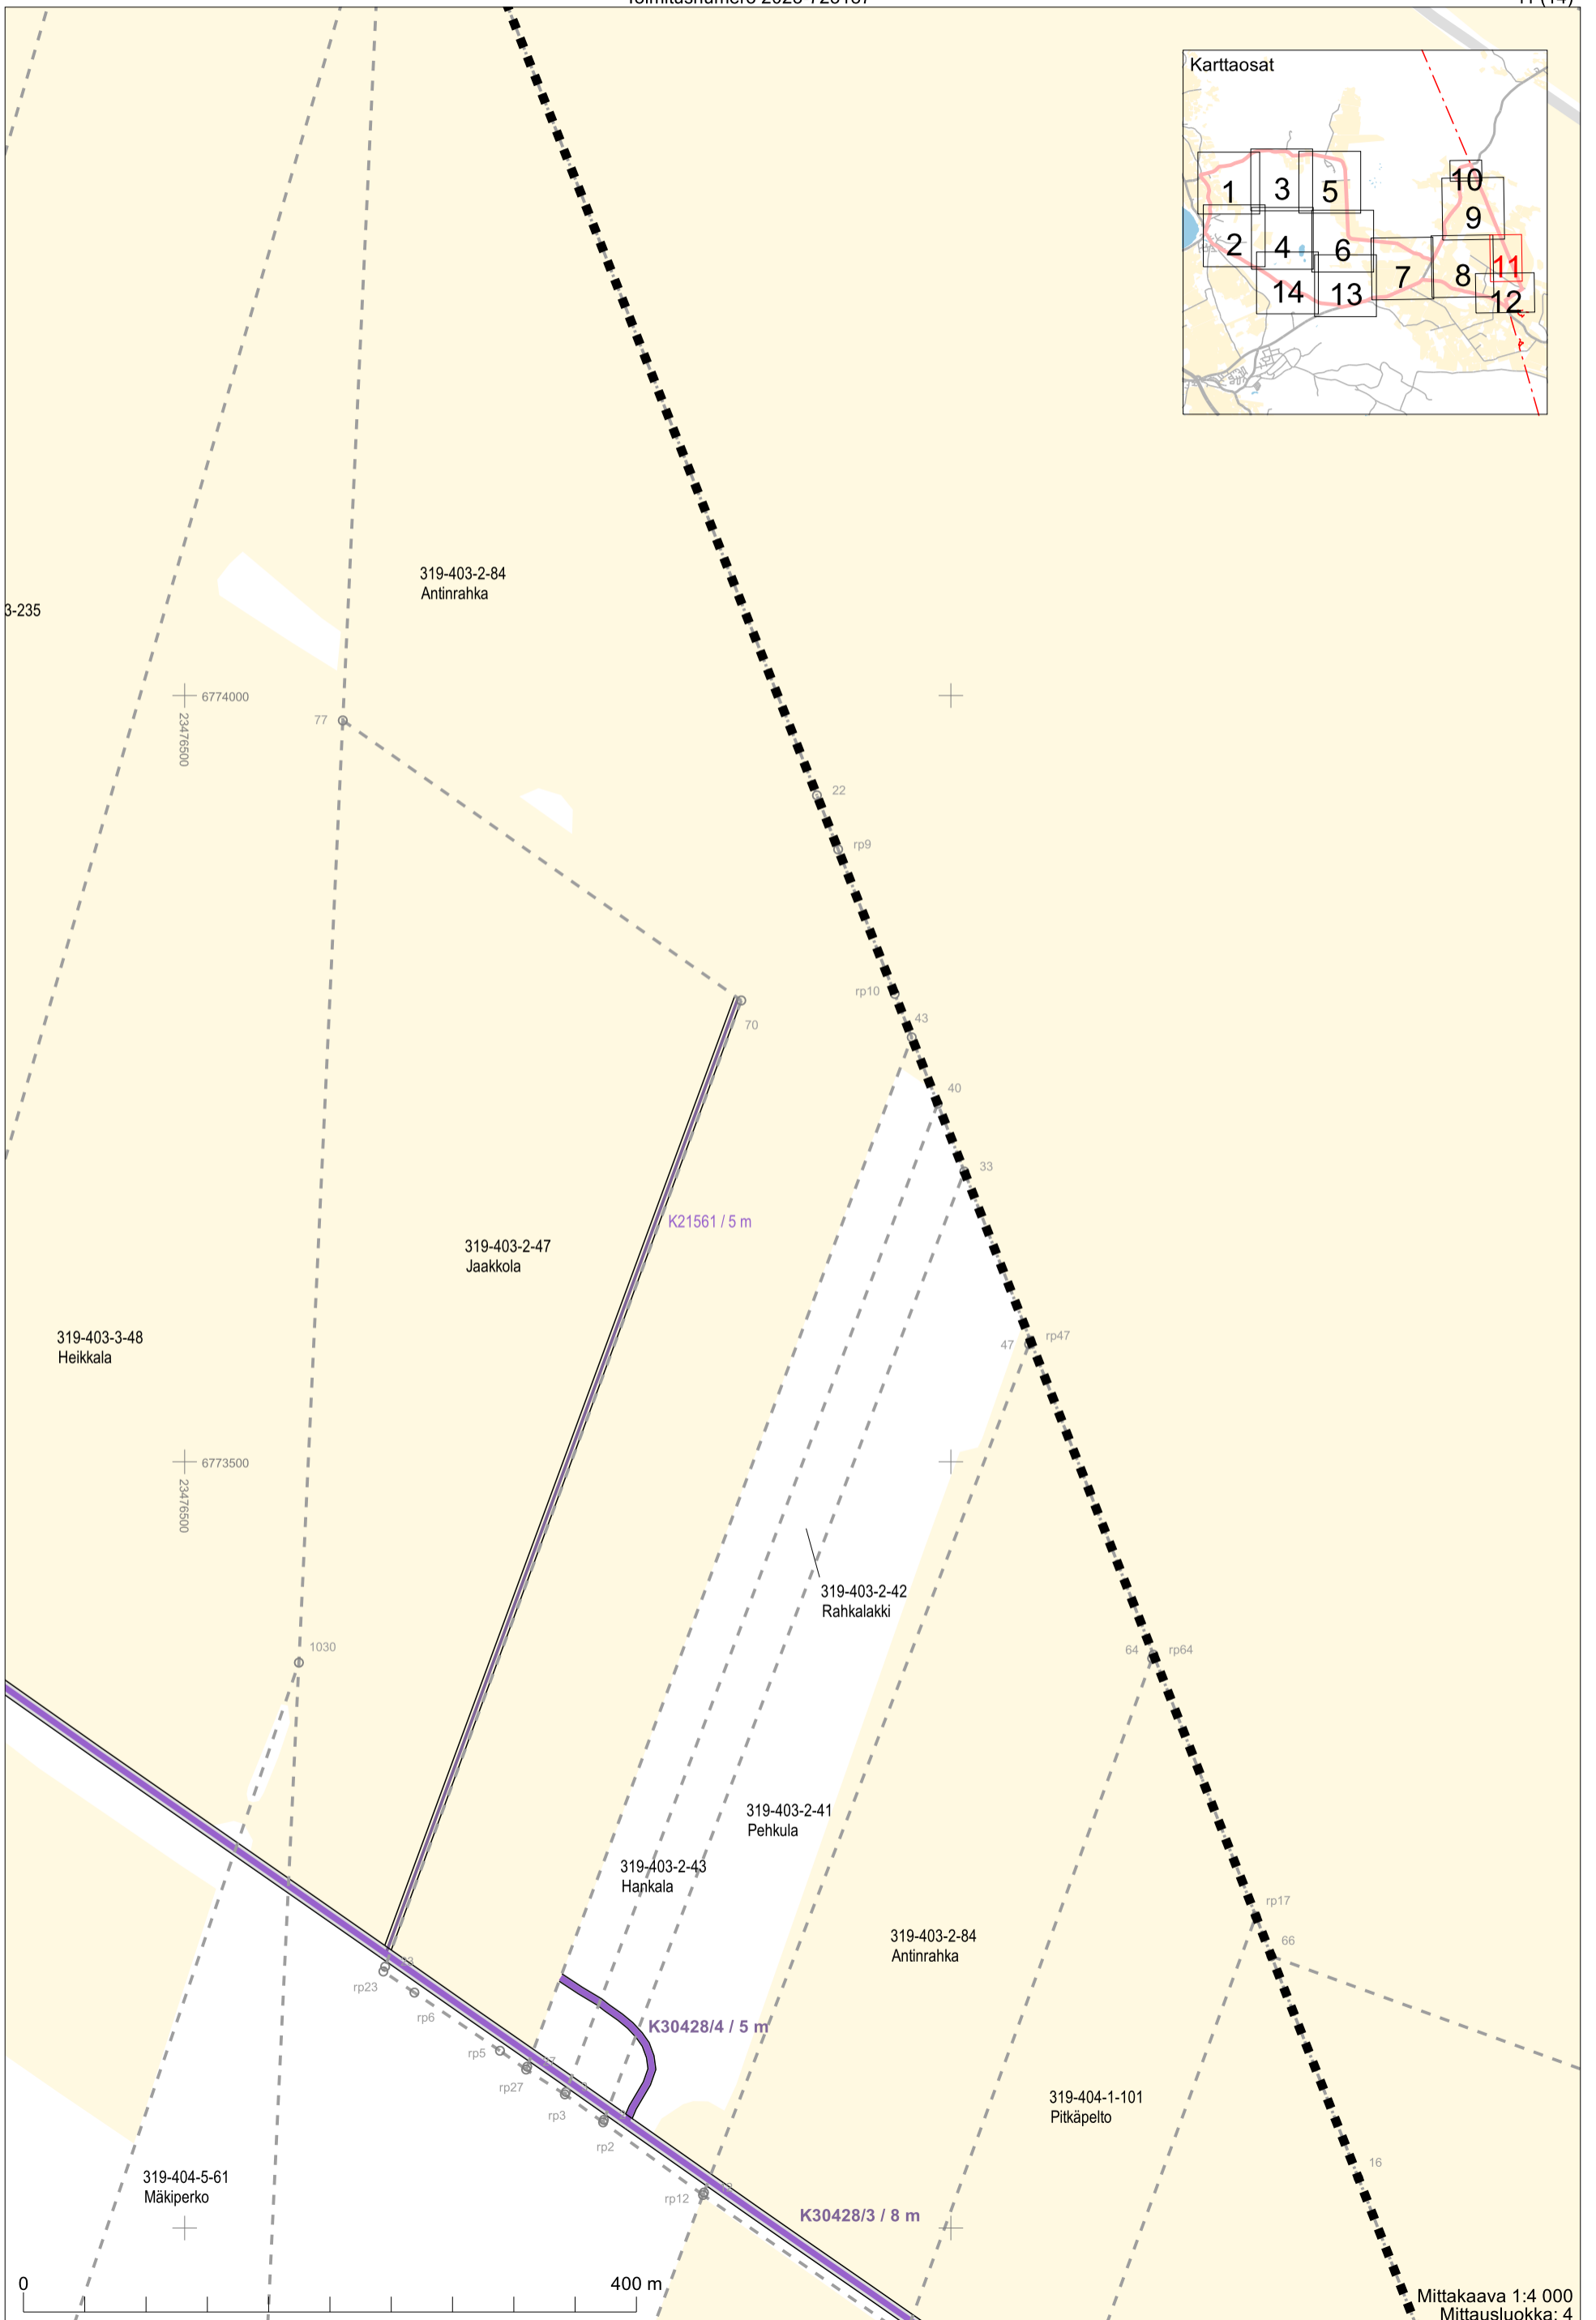 Karttaosat
10
1
3
5
9
2
4
6
11
7
8
14
13
12
319-403-2-84
Antinrahka
3-235
6774000
23476500
77
22
rp9
rp10
43
70
40
33
K21561 / 5 m
319-403-2-47
Jaakkola
319-403-3-48
Heikkala
47
rp47
6773500
23476500
319-403-2-42
Rahkalakki
1030
64
rp64
319-403-2-41
Pehkula
319-403-2-43
Hankala
rp17
66
319-403-2-84
Antinrahka
rp23
rp6
K30428/4 / 5 m
rp5
rp27
rp3
rp2
319-404-1-101
Pitkäpelto
16
319-404-5-61
Mäkiperko
rp12
K30428/3 / 8 m
0
400 m
Mittakaava 1:4 000
Mittausluokka: 4